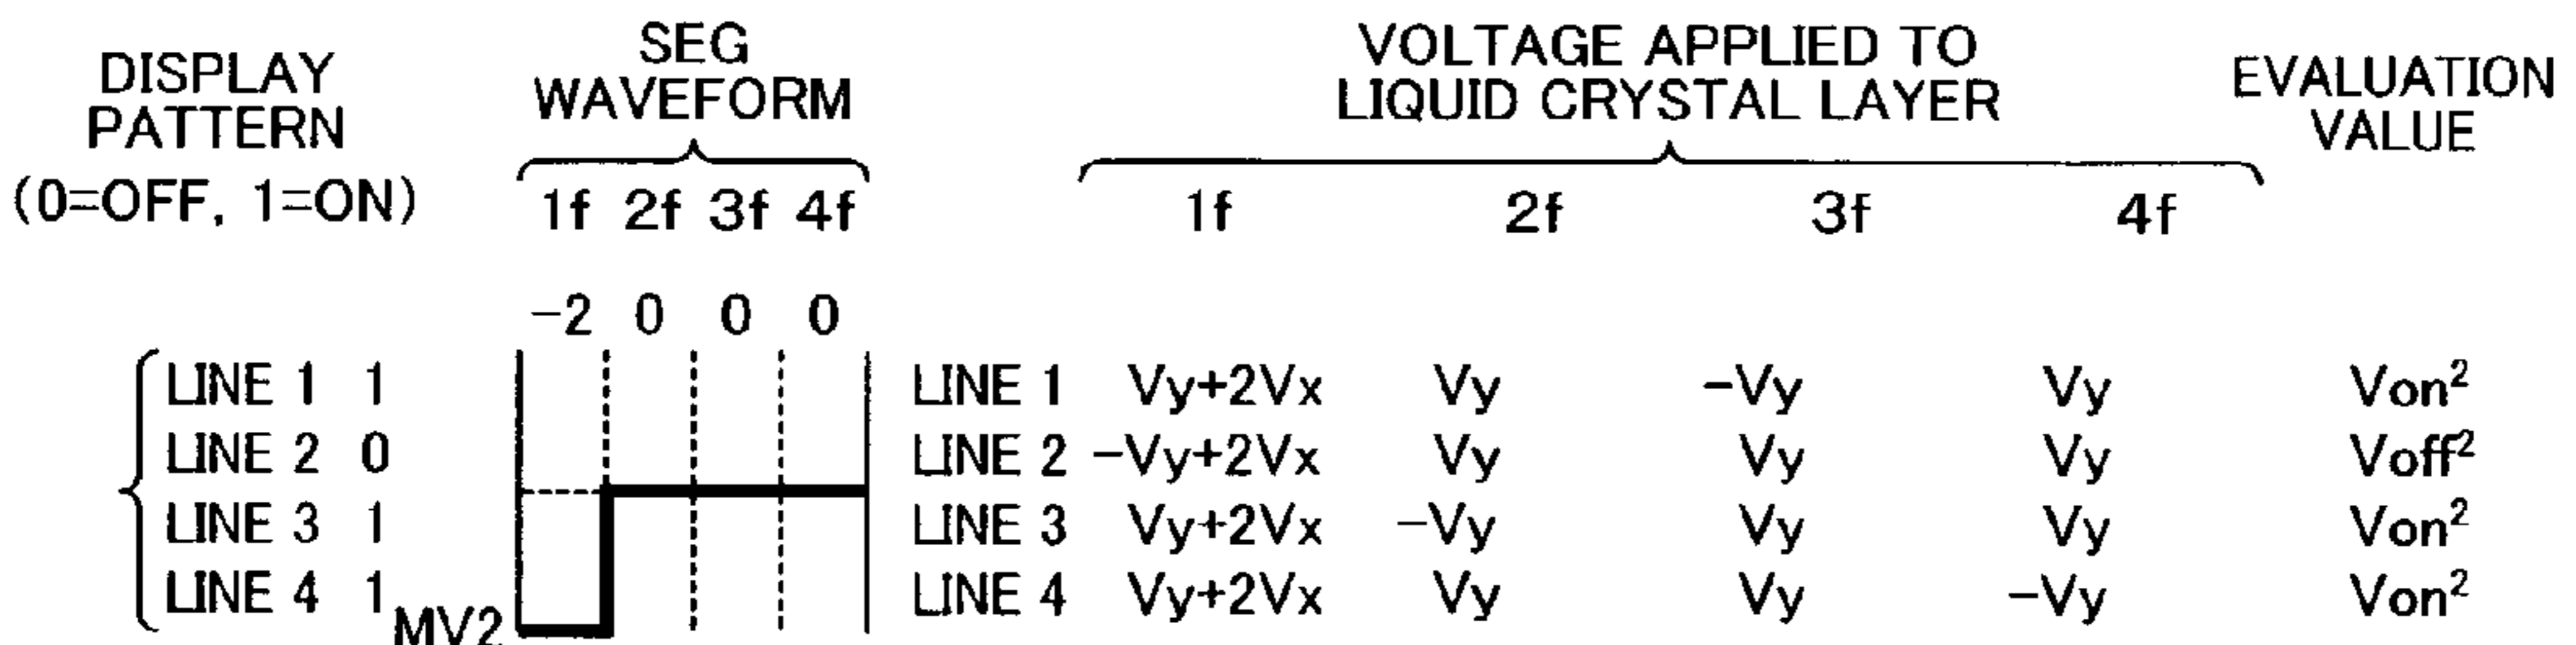 DISPLAY
PATTERN
(0=OFF, 1=ON)
SEG
WAVEFORM
1f 2f 3f 4f
VOLTAGE APPLIED TO
LIQUID CRYSTAL LAYER
1f 2f 3f 4f
EVALUATION
VALUE
-2 0 0 0
LINE 1 1
LINE 2 0
LINE 3 1
LINE 4 1
MV2
LINE 1 Vy+2Vx Vy -Vy Vy Von²
LINE 2 -Vy+2Vx Vy Vy Vy Voff²
LINE 3 Vy+2Vx -Vy Vy Vy Von²
LINE 4 Vy+2Vx Vy Vy -Vy Von²